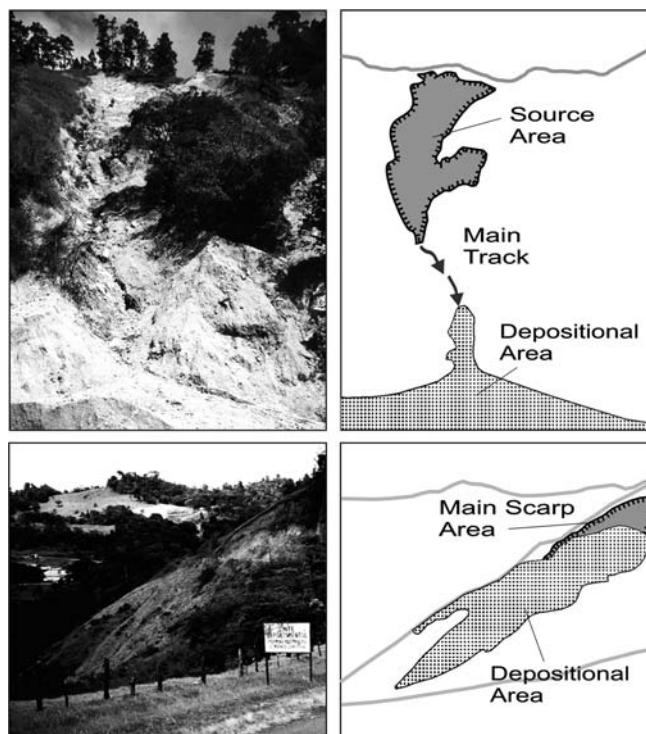 Source
Area
Main
Track
Depositional
Area
Main Scarp
Area
Depositional
Area